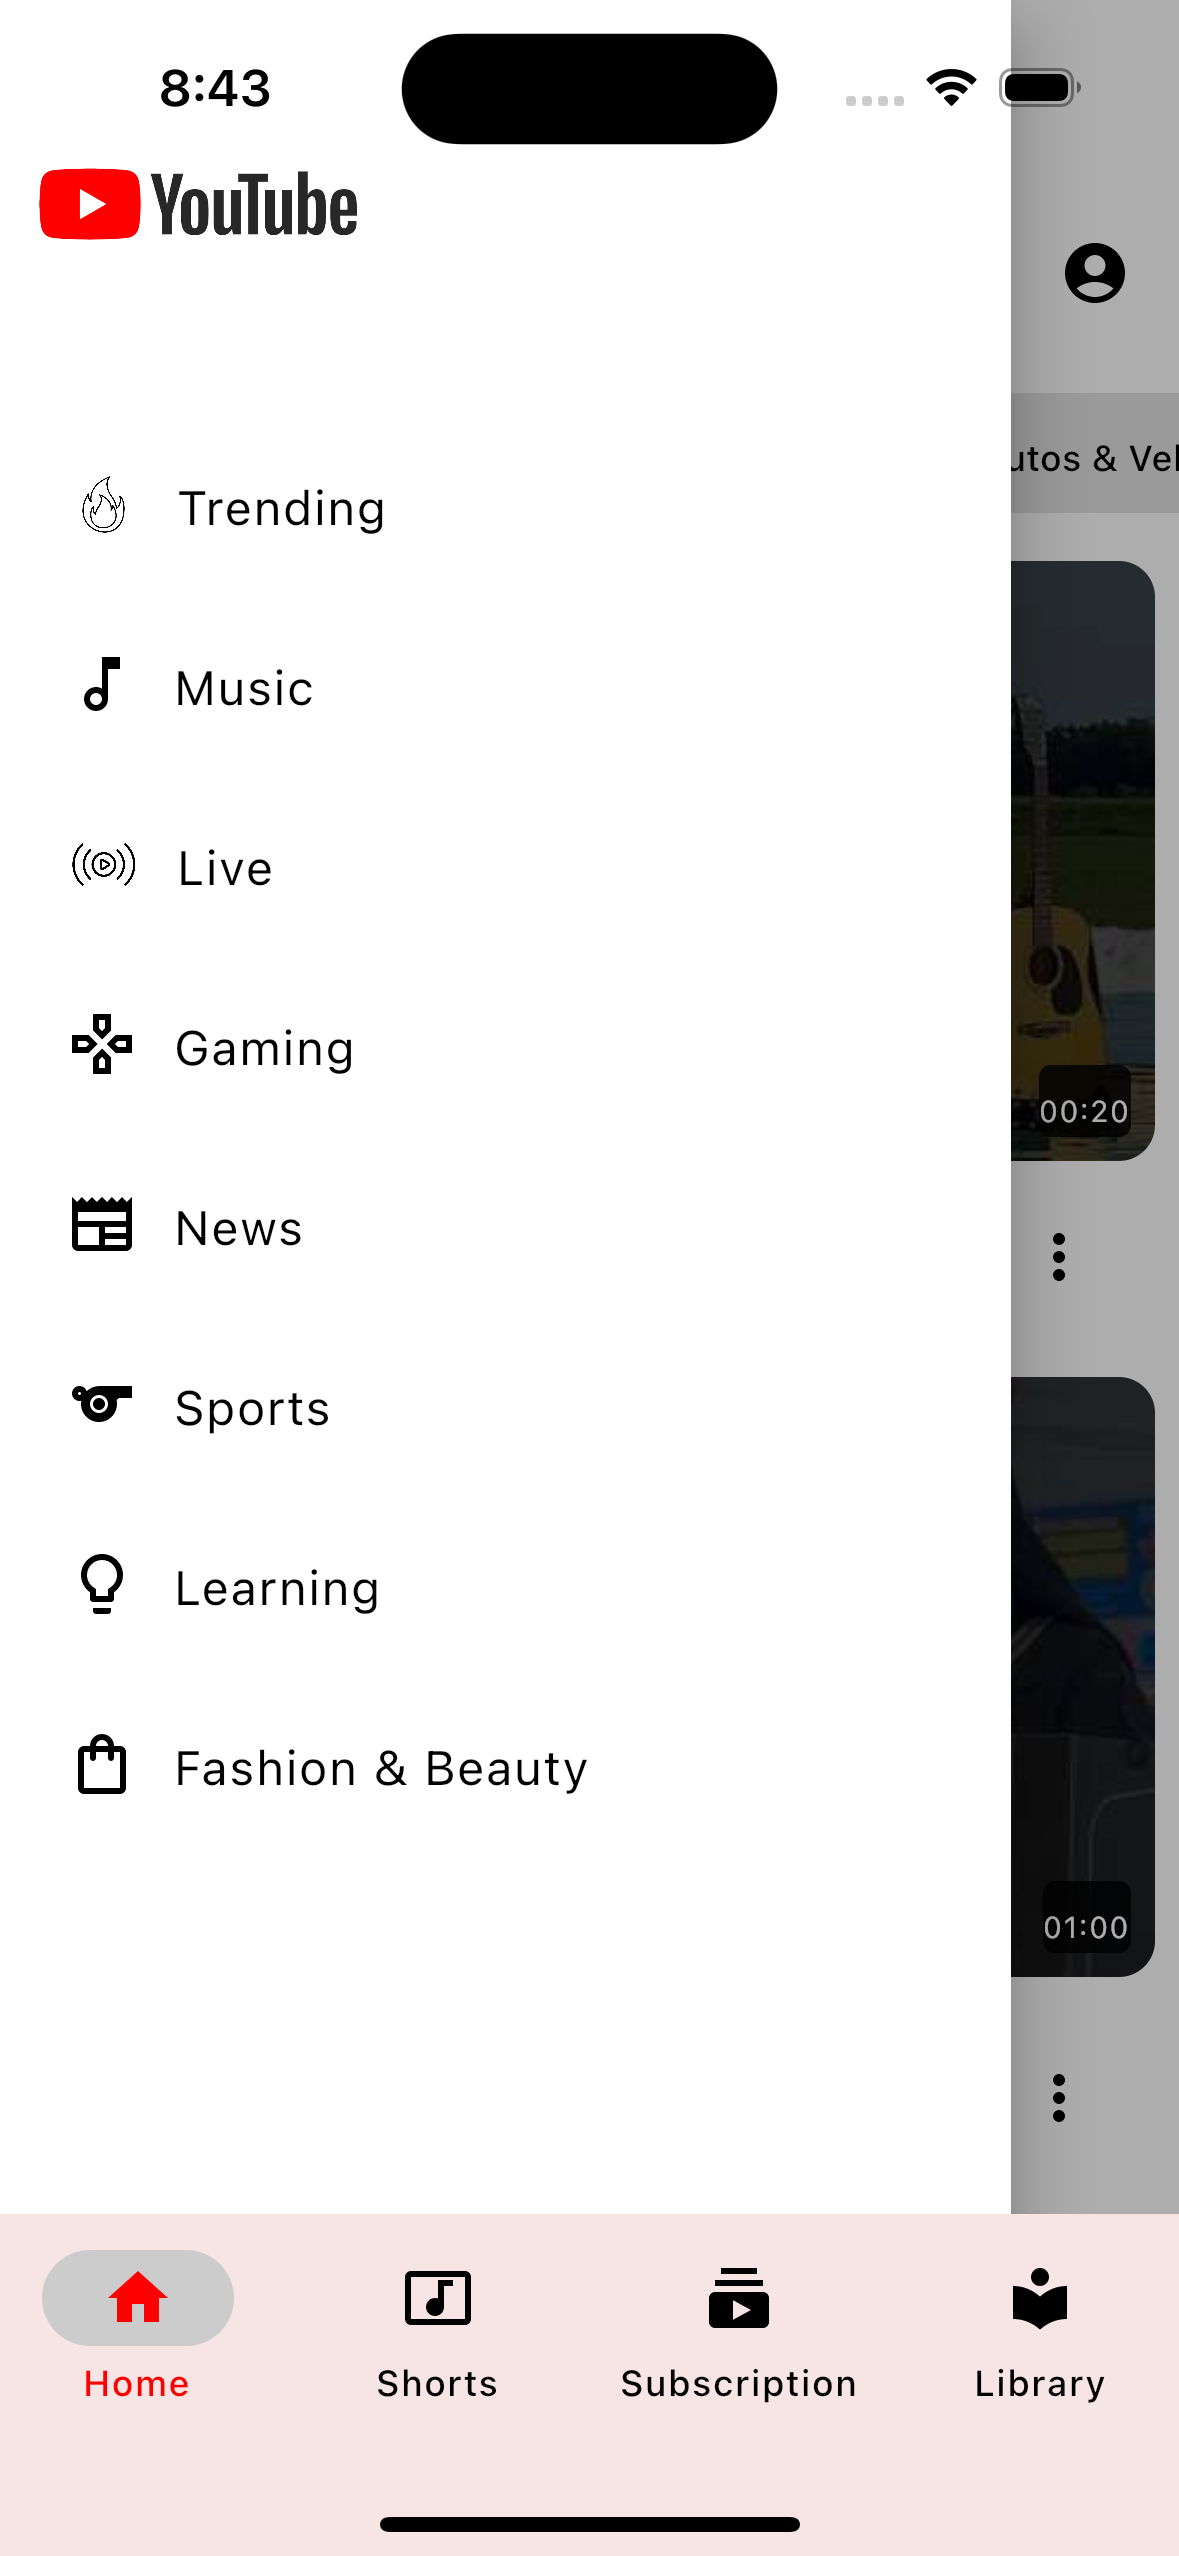 8:43
YouTube
utos & Veh
Trending
Music
Live
Gaming
00:20
News
Sports
Learning
Fashion & Beauty
01:00
Home
Shorts
Subscription
Library